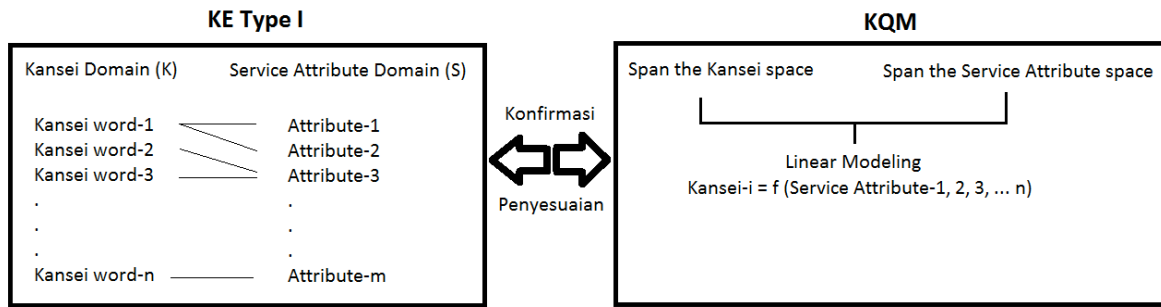 KE Type I
Kansei Domain (K) Service Attribute Domain (S)
Kansei word-1 Attribute-1
Kansei word-2 Attribute-2
Kansei word-3 Attribute-3
. .
. .
. .
Kansei word-n Attribute-m
Konfirmasi
Penyesuaian
KQM
Span the Kansei space Span the Service Attribute space
Linear Modeling
Kansei-i = f (Service Attribute-1, 2, 3, ... n)